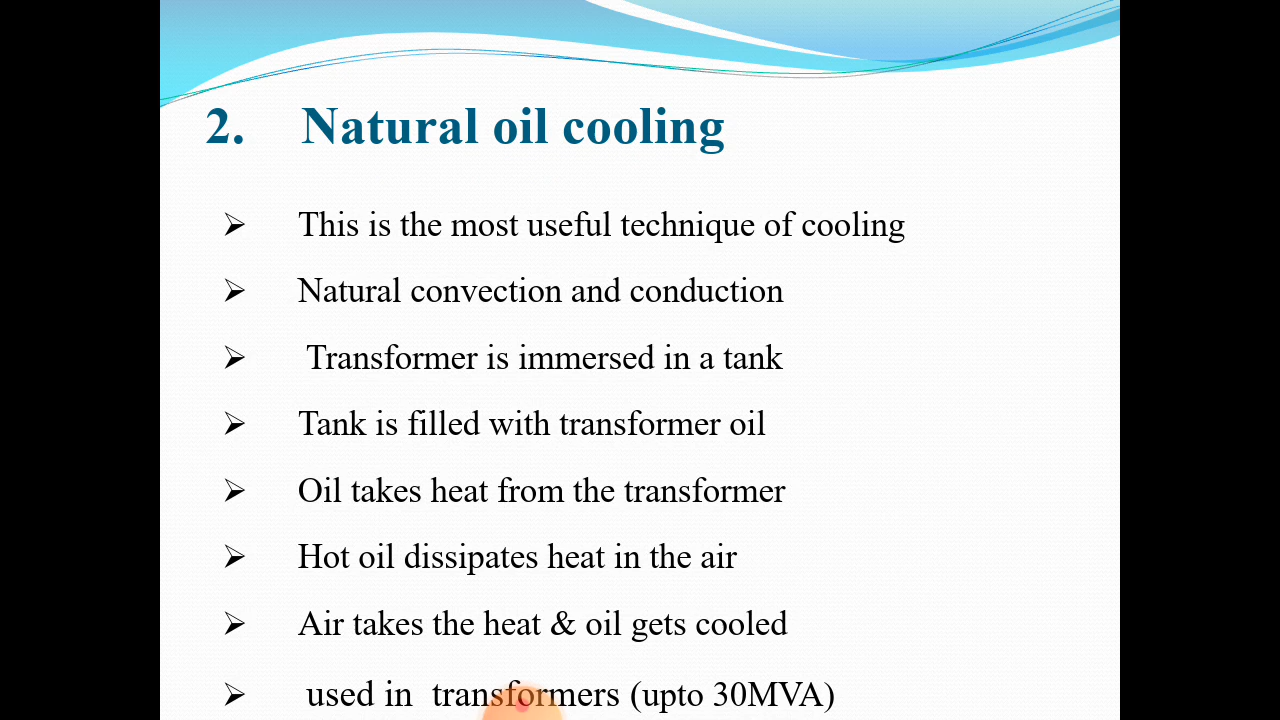 2. Natural oil cooling
➢ This is the most useful technique of cooling
➢ Natural convection and conduction
➢ Transformer is immersed in a tank
➢ Tank is filled with transformer oil
➢ Oil takes heat from the transformer
➢ Hot oil dissipates heat in the air
➢ Air takes the heat & oil gets cooled
➢ used in transformers (upto 30MVA)